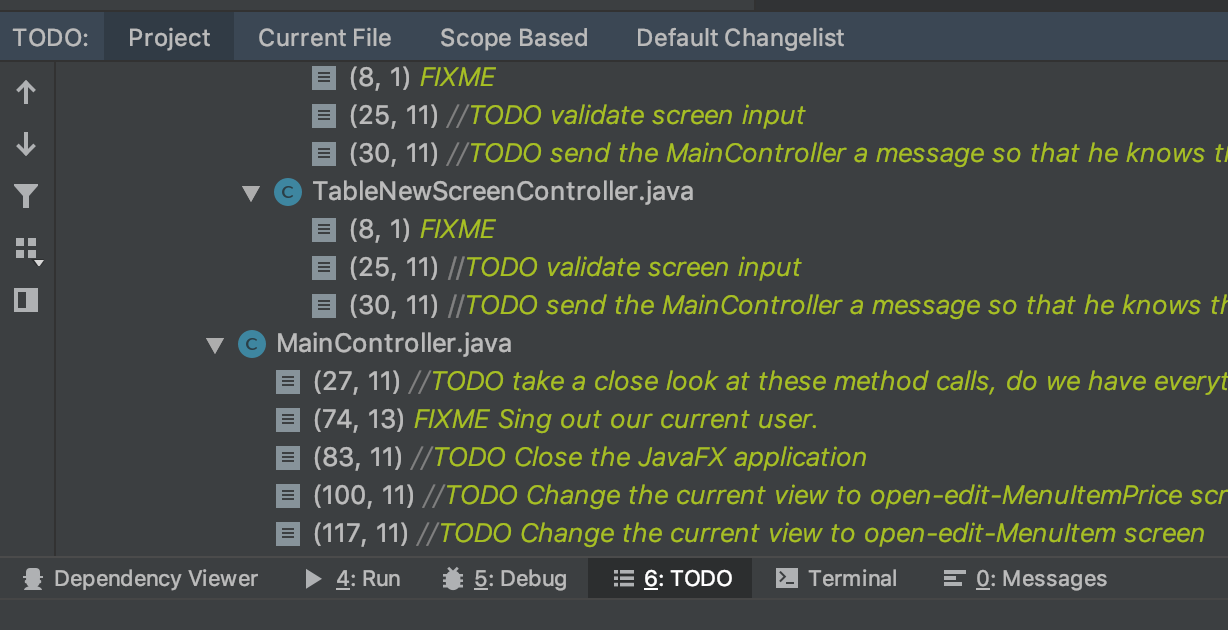 TODO: Project Current File Scope Based Default Changelist
(8, 1) FIXME
(25, 11) //TODO validate screen input
(30, 11) //TODO send the MainController a message so that he knows
C TableNewScreenController.java
(8, 1) FIXME
(25, 11) //TODO validate screen input
(30, 11) //TODO send the MainController a message so that he knows
C MainController.java
(27, 11) //TODO take a close look at these method calls, do we have
(74, 13) FIXME Sing out our current user.
(83, 11) //TODO Close the JavaFX application
(100, 11) //TODO Change the current view to open-edit-MenuItemPrice
(117, 11) //TODO Change the current view to open-edit-MenuItem screen
Dependency Viewer 4: Run 5: Debug 6: TODO Terminal 0: Messages